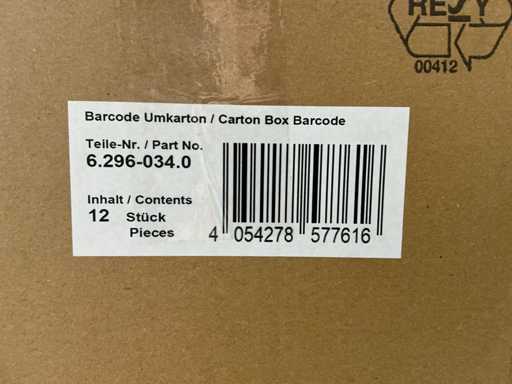 RESY
00412
Barcode Umkarton / Carton Box Barcode
Teile-Nr. / Part No.
6.296-034.0
Inhalt / Contents
12 Stück
Pieces
4 054278 577616